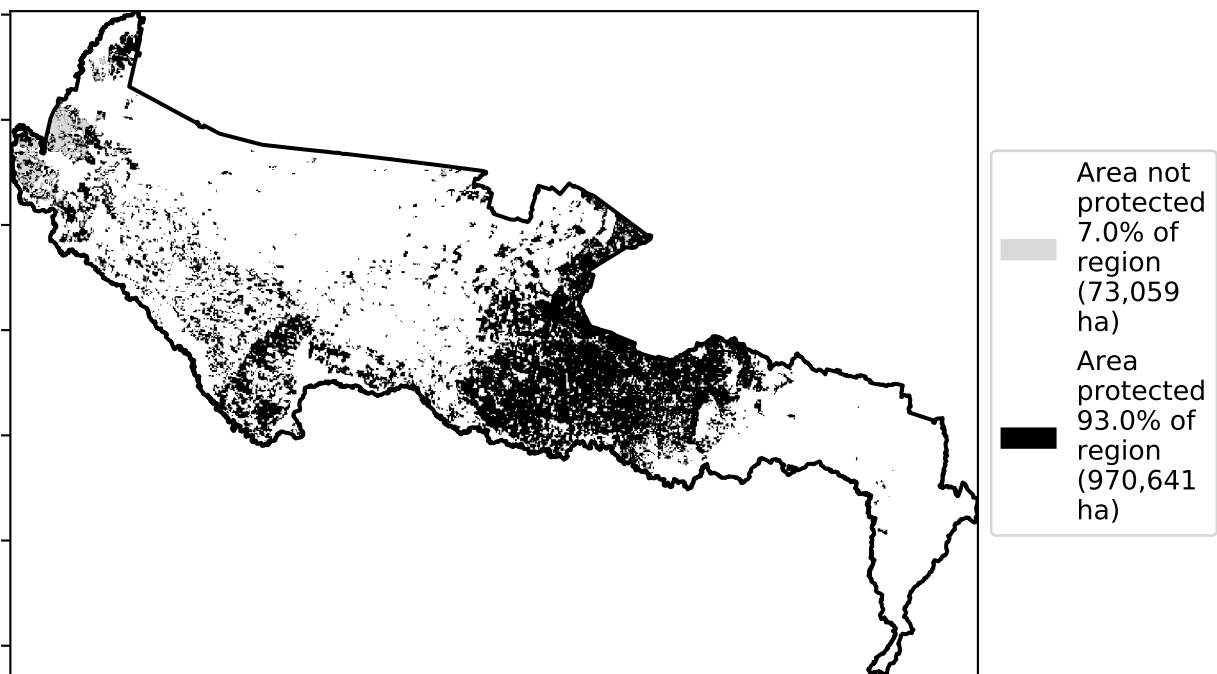 Area not
protected
7.0% of
region
(73,059
ha)
Area
protected
93.0% of
region
(970,641
ha)